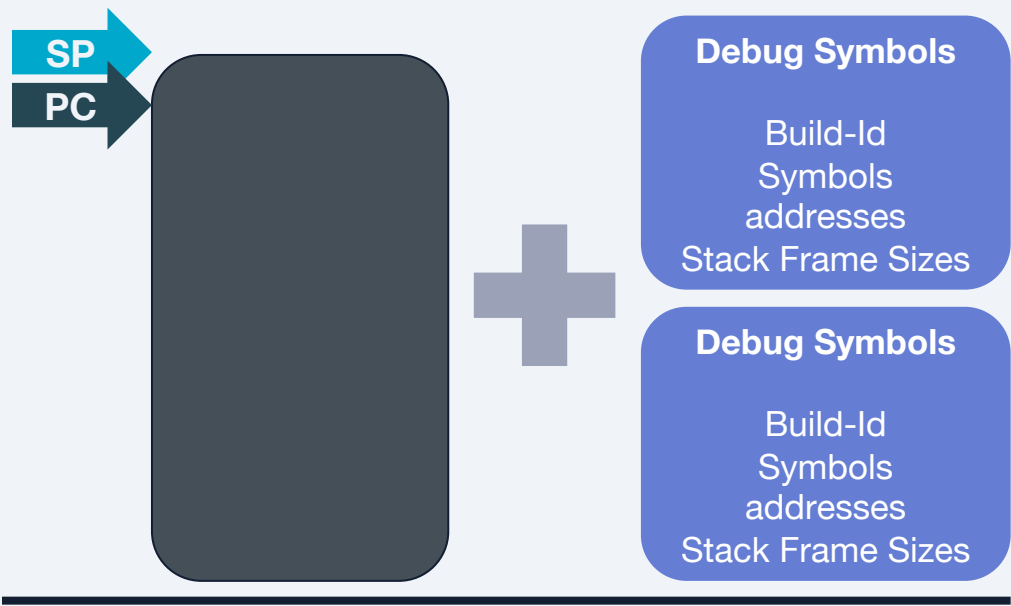 SP
PC
Debug Symbols
Build-Id
Symbols
addresses
Stack Frame Sizes
Debug Symbols
Build-Id
Symbols
addresses
Stack Frame Sizes